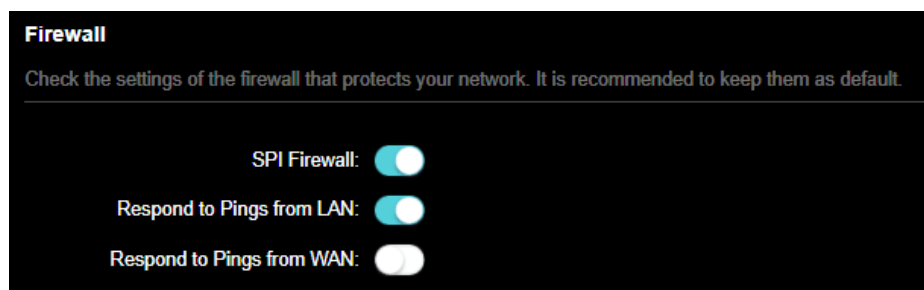 Firewall
Check the settings of the firewall that protects your network. It is recommended to keep them as default.
SPI Firewall:
Respond to Pings from LAN:
Respond to Pings from WAN: